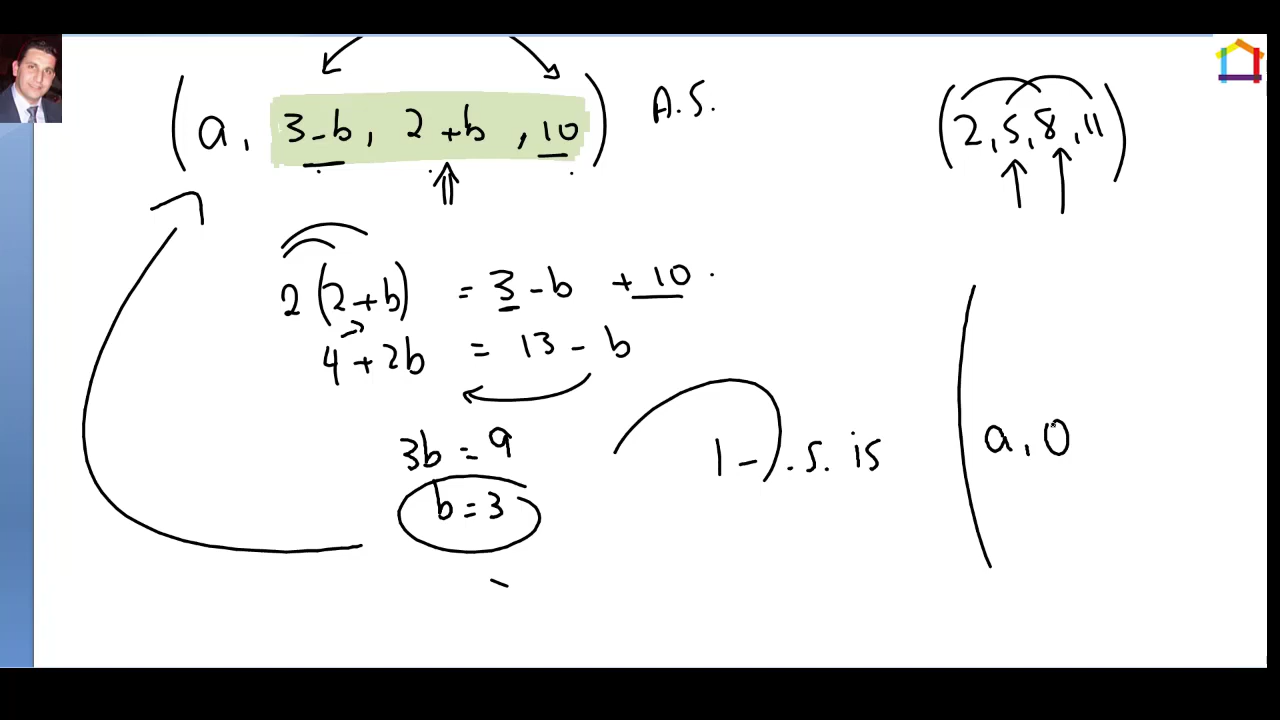 (a, 3-b, 2+b, 10) A.S.
(2, 5, 8, 11)
2(2+b) = 3-b + 10
4+2b = 13 - b
3b = 9
b = 3
.s. is
a, 0